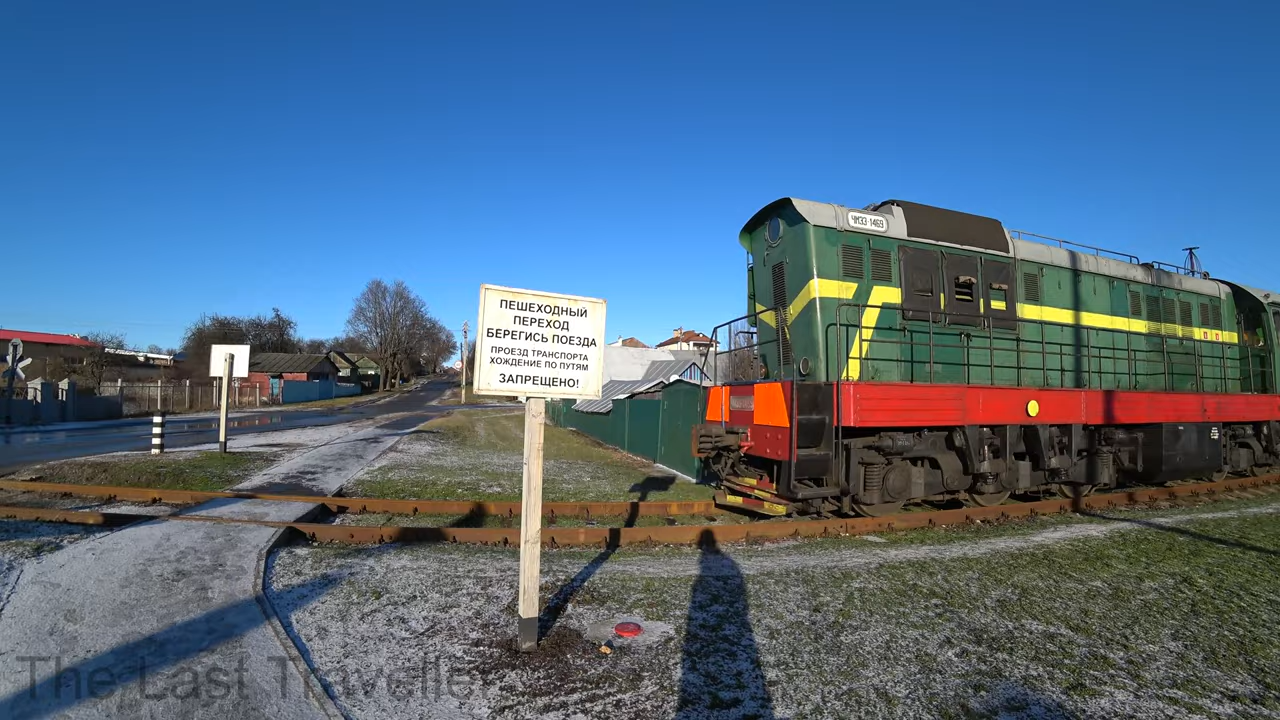 ЧМЭ3-1469
ПЕШЕХОДНЫЙ
ПЕРЕХОД
БЕРЕГИСЬ ПОЕЗДА
ПРОЕЗД ТРАНСПОРТА
ХОЖДЕНИЕ ПО ПУТЯМ
ЗАПРЕЩЕНО!
The Last Traveller